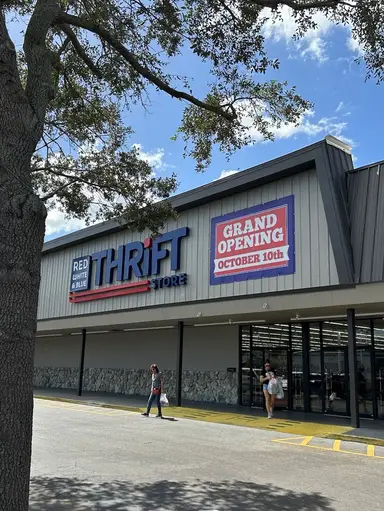 RED
WHITE
& BLUE
THRIFT
STORE
GRAND
OPENING
OCTOBER 10th